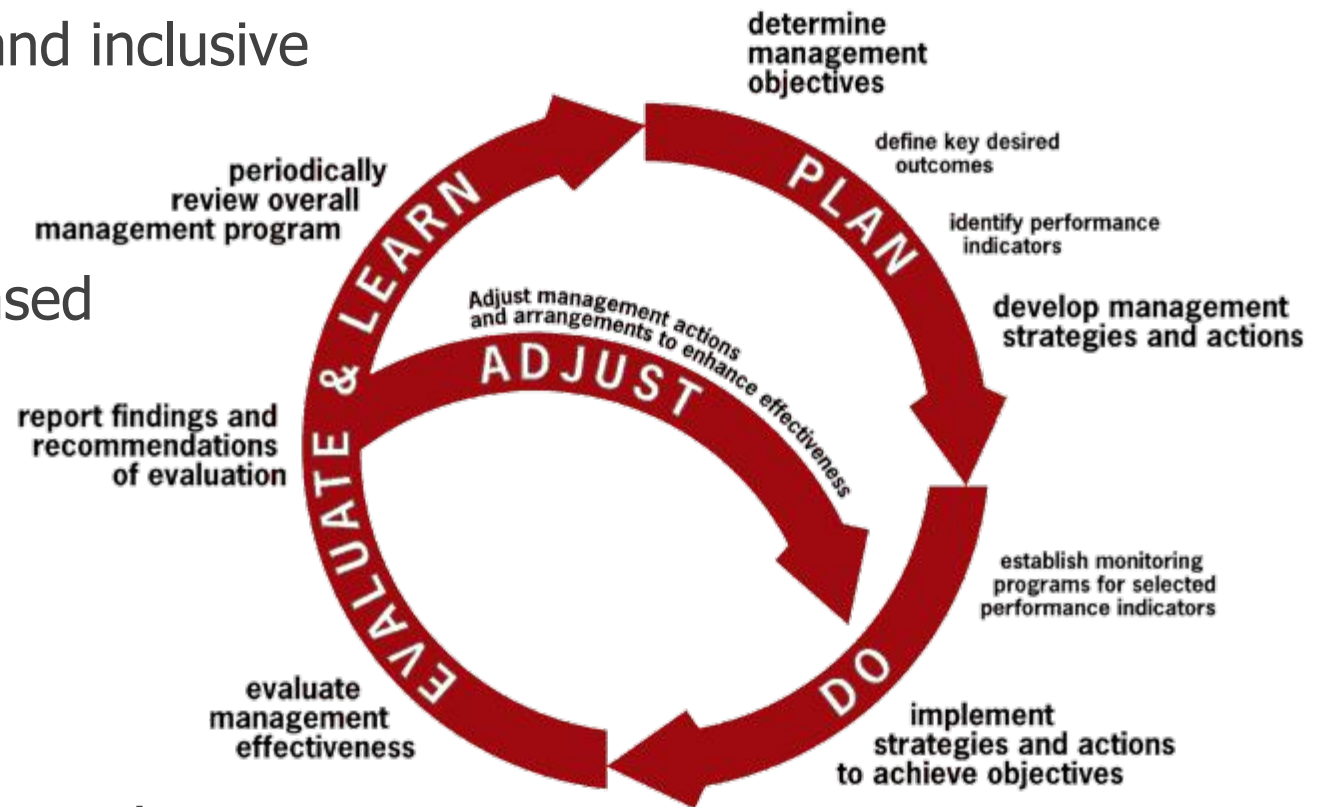 and inclusive
determine
management
objectives
define key desired
outcomes
PLAN
identify performance
indicators
develop management
strategies and actions
periodically
review overall
management program
Adjust management actions
and arrangements to enhance effectiveness
ADJUST
EVALUATE & LEARN
report findings and
recommendations
of evaluation
establish monitoring
programs for selected
performance indicators
DO
evaluate
management
effectiveness
implement
strategies and actions
to achieve objectives